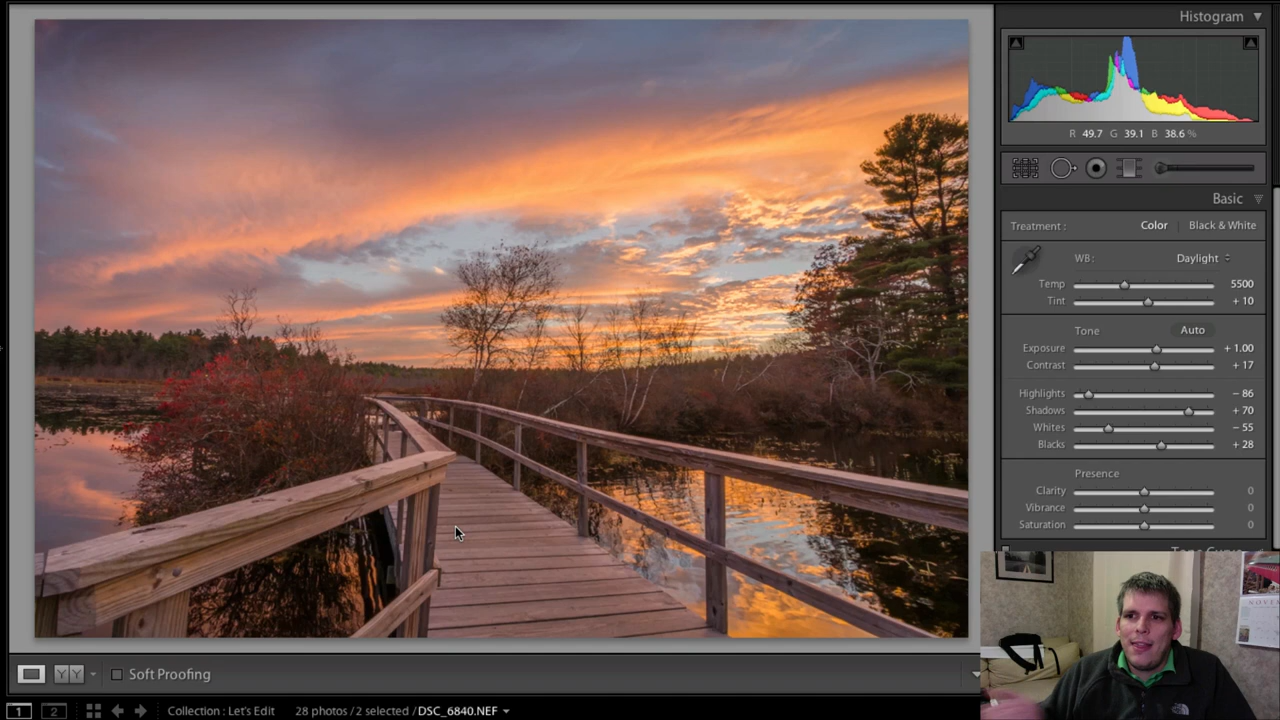 Histogram
R 49.7 G 39.1 B 38.6 %
Basic
Treatment : Color | Black & White
WB: Daylight
Temp 5500
Tint + 10
Tone Auto
Exposure + 1.00
Contrast + 17
Highlights − 86
Shadows + 70
Whites − 55
Blacks + 28
Presence
Clarity 0
Vibrance 0
Saturation 0
Soft Proofing
1 2 Collection : Let's Edit 28 photos / 2 selected / DSC_6840.NEF